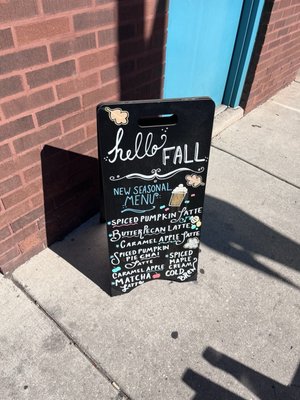 hello FALL
NEW SEASONAL
MENU
SPICED PUMPKIN LATTE
BUTTER PECAN LATTE
CARAMEL APPLE LATTE
SPICED PUMPKIN
PIE CHAI
LATTE
CARAMEL APPLE
MATCHA
LATTE
SPICED
MAPLE
CREAM
COLD
BREW